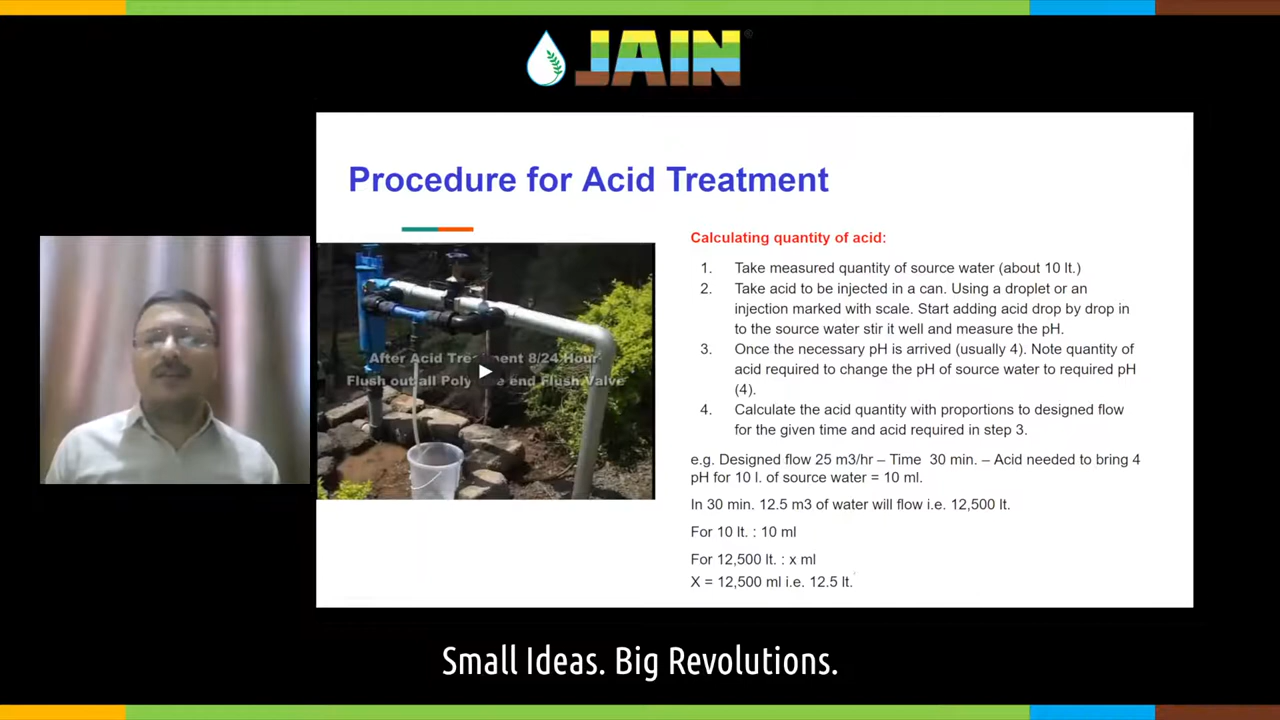 JAIN
Procedure for Acid Treatment
After Acid Treatment 8/24 Hour
Flush out all Poly end Flush Valve
Calculating quantity of acid:
1. Take measured quantity of source water (about 10 lt.)
2. Take acid to be injected in a can. Using a droplet or an
injection marked with scale. Start adding acid drop by drop in
to the source water stir it well and measure the pH.
3. Once the necessary pH is arrived (usually 4). Note quantity of
acid required to change the pH of source water to required pH
(4).
4. Calculate the acid quantity with proportions to designed flow
for the given time and acid required in step 3.
e.g. Designed flow 25 m3/hr – Time 30 min. – Acid needed to bring 4
pH for 10 l. of source water = 10 ml.
In 30 min. 12.5 m3 of water will flow i.e. 12,500 lt.
For 10 lt. : 10 ml
For 12,500 lt. : x ml
X = 12,500 ml i.e. 12.5 lt.
Small Ideas. Big Revolutions.